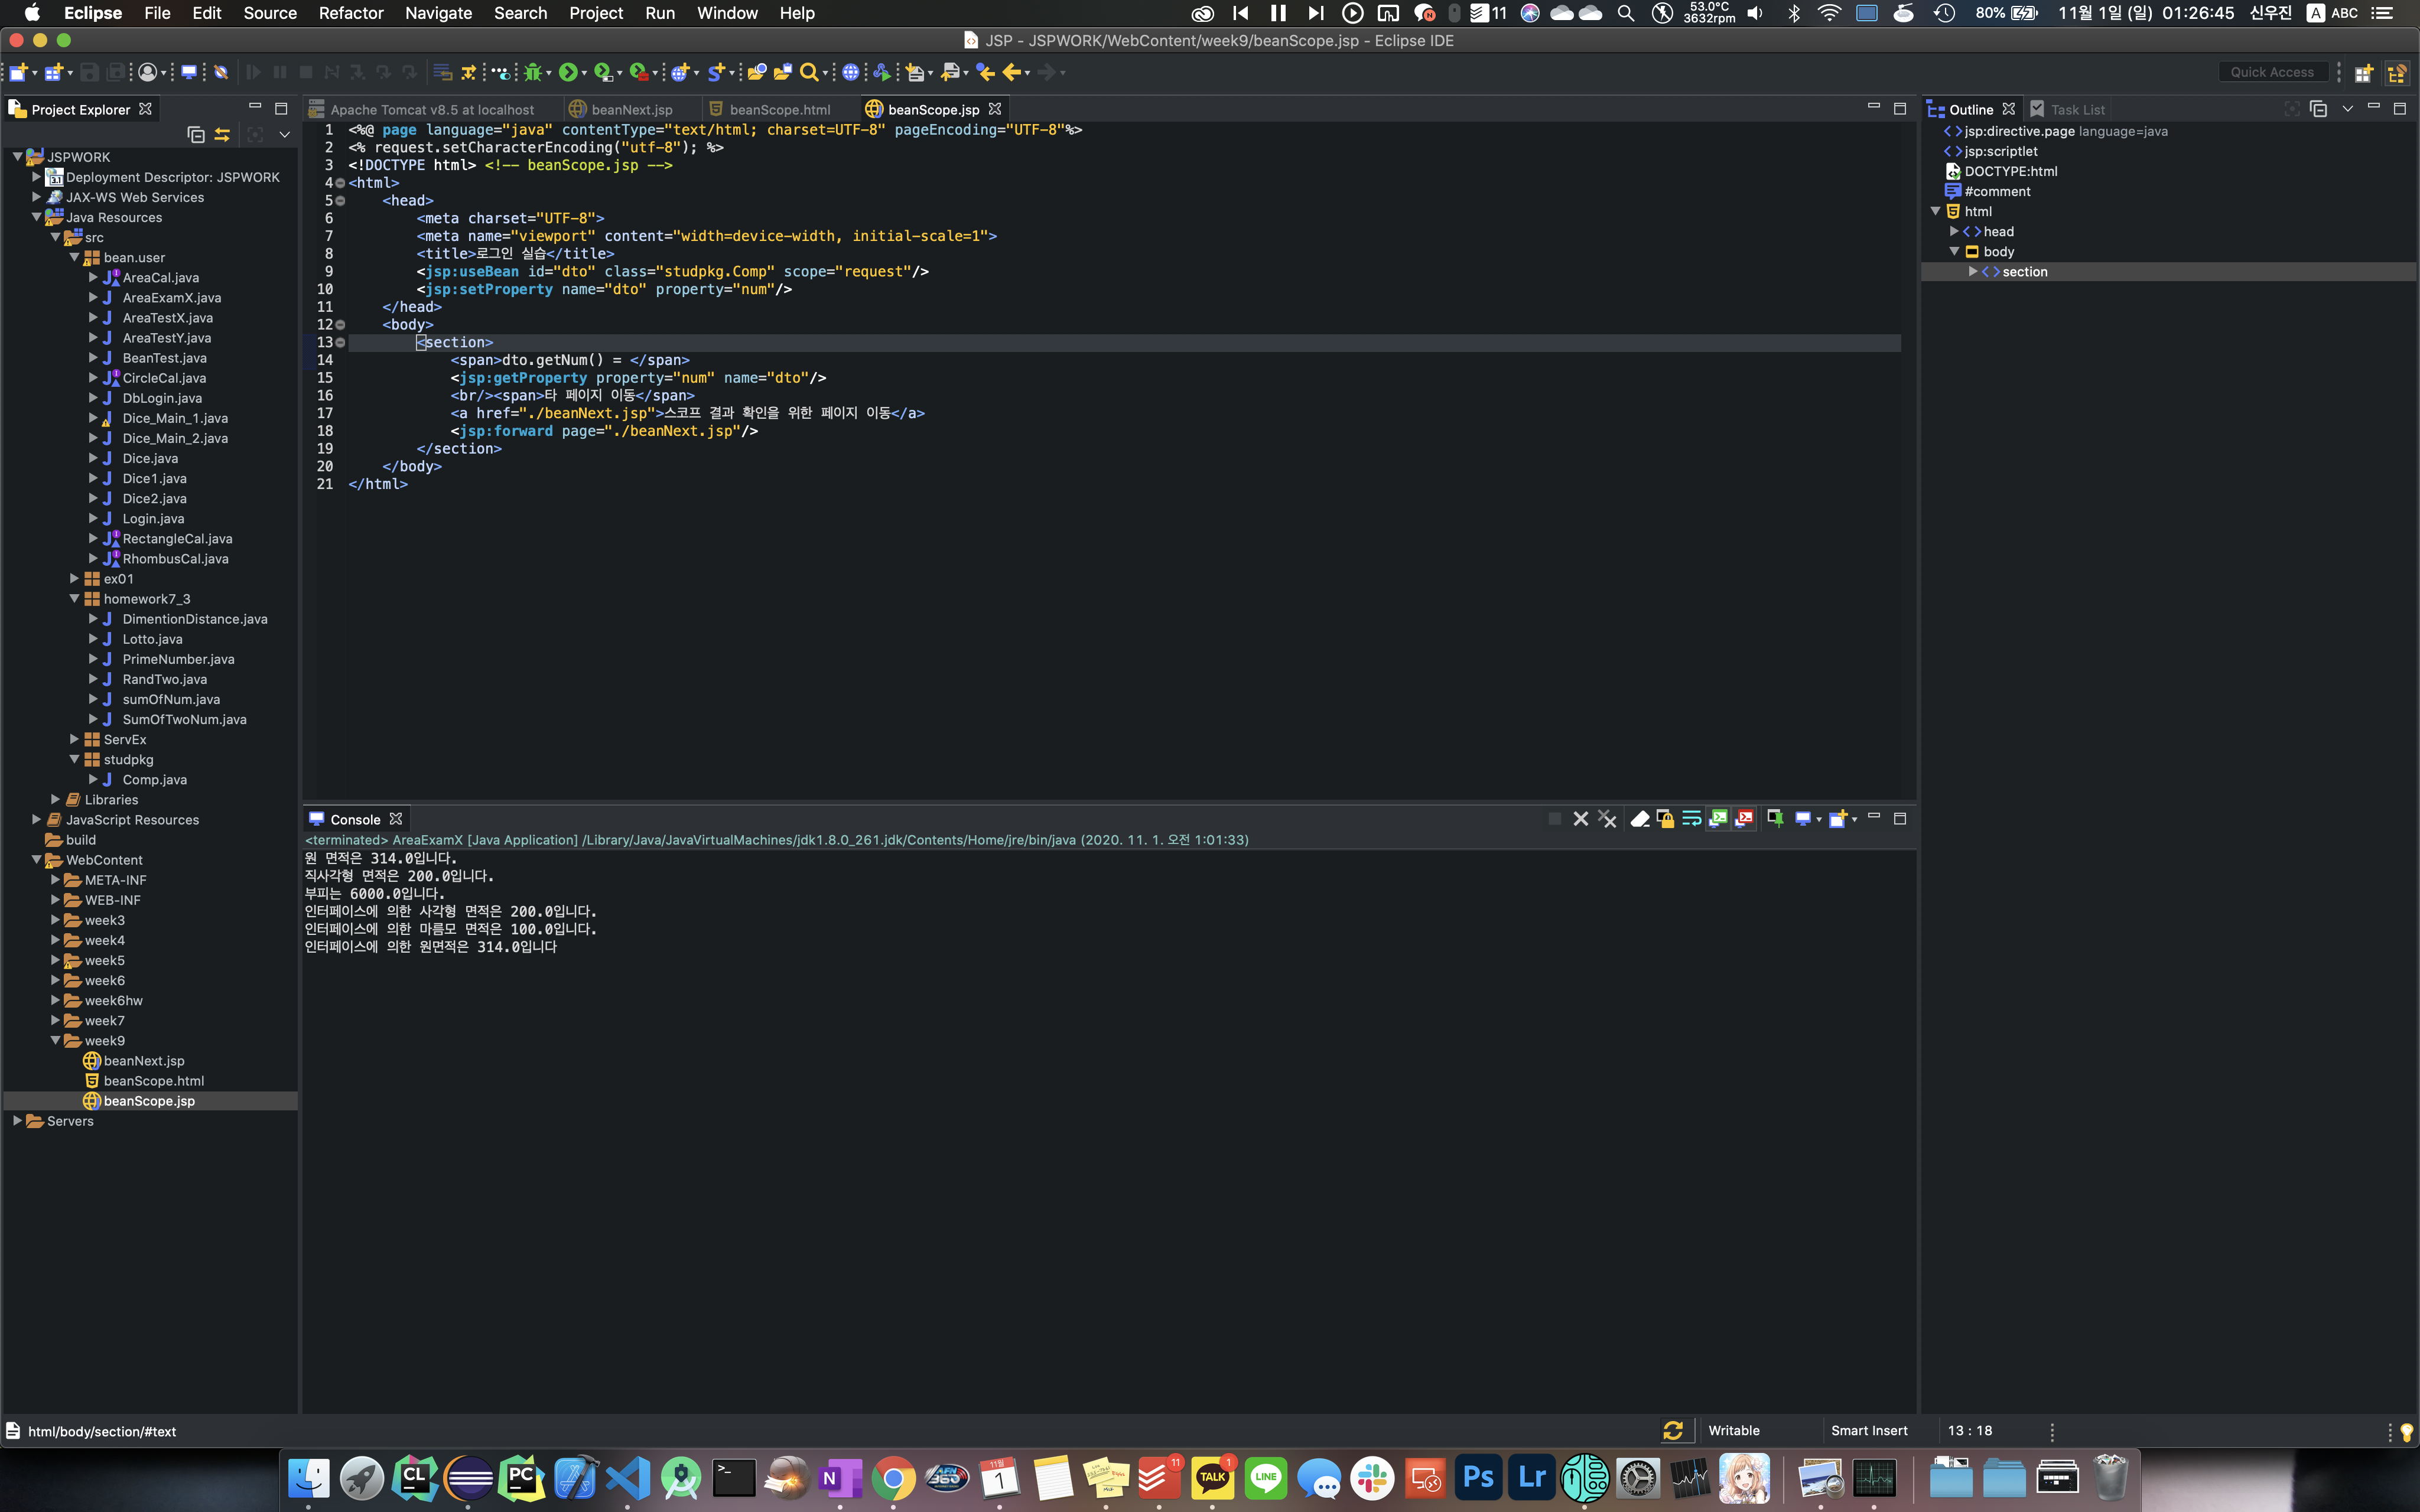 Eclipse File Edit Source Refactor Navigate Search Project Run Window Help
11 53.0°C 3632rpm 80% 11월 1일 (일) 01:26:45 신우진 A ABC
JSP - JSPWORK/WebContent/week9/beanScope.jsp - Eclipse IDE
Quick Access
Project Explorer
JSPWORK
Deployment Descriptor: JSPWORK
JAX-WS Web Services
Java Resources
src
bean.user
AreaCal.java
AreaExamX.java
AreaTestX.java
AreaTestY.java
BeanTest.java
CircleCal.java
DbLogin.java
Dice_Main_1.java
Dice_Main_2.java
Dice.java
Dice1.java
Dice2.java
Login.java
RectangleCal.java
RhombusCal.java
ex01
homework7_3
DimentionDistance.java
Lotto.java
PrimeNumber.java
RandTwo.java
sumOfNum.java
SumOfTwoNum.java
ServEx
studpkg
Comp.java
Libraries
JavaScript Resources
build
WebContent
META-INF
WEB-INF
week3
week4
week5
week6
week6hw
week7
week9
beanNext.jsp
beanScope.html
beanScope.jsp
Servers
Apache Tomcat v8.5 at localhost beanNext.jsp beanScope.html beanScope.jsp
1 <%@ page language="java" contentType="text/html; charset=UTF-8" pageEncoding="UTF-8"%>
2 <% request.setCharacterEncoding("utf-8"); %>
3 <!DOCTYPE html> <!-- beanScope.jsp -->
4 <html>
5 <head>
6 <meta charset="UTF-8">
7 <meta name="viewport" content="width=device-width, initial-scale=1">
8 <title>로그인 실습</title>
9 <jsp:useBean id="dto" class="studpkg.Comp" scope="request"/>
10 <jsp:setProperty name="dto" property="num"/>
11 </head>
12 <body>
13 <section>
14 <span>dto.getNum() = </span>
15 <jsp:getProperty property="num" name="dto"/>
16 <br/><span>타 페이지 이동</span>
17 <a href="./beanNext.jsp">스코프 결과 확인을 위한 페이지 이동</a>
18 <jsp:forward page="./beanNext.jsp"/>
19 </section>
20 </body>
21 </html>
Console
<terminated> AreaExamX [Java Application] /Library/Java/JavaVirtualMachines/jdk1.8.0_261.jdk/Contents/Home/jre/bin/java (2020. 11. 1. 오전 1:01:33)
원 면적은 314.0입니다.
직사각형 면적은 200.0입니다.
부피는 6000.0입니다.
인터페이스에 의한 사각형 면적은 200.0입니다.
인터페이스에 의한 마름모 면적은 100.0입니다.
인터페이스에 의한 원면적은 314.0입니다
Outline Task List
jsp:directive.page language=java
jsp:scriptlet
DOCTYPE:html
#comment
html
head
body
section
html/body/section/#text Writable Smart Insert 13 : 18
CL PC N 11월 1 11 TALK 1 LINE Ps Lr